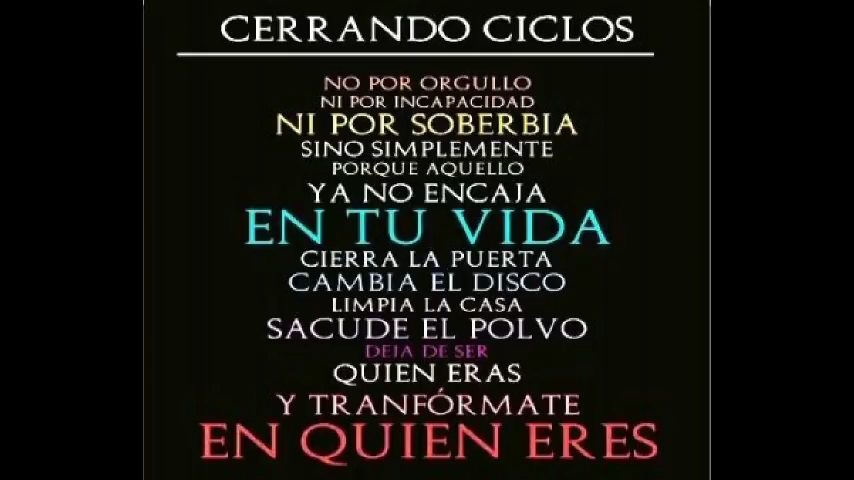 CERRANDO CICLOS
NO POR ORGULLO
NI POR INCAPACIDAD
NI POR SOBERBIA
SINO SIMPLEMENTE
PORQUE AQUELLO
YA NO ENCAJA
EN TU VIDA
CIERRA LA PUERTA
CAMBIA EL DISCO
LIMPIA LA CASA
SACUDE EL POLVO
DEJA DE SER
QUIEN ERAS
Y TRANFÓRMATE
EN QUIEN ERES